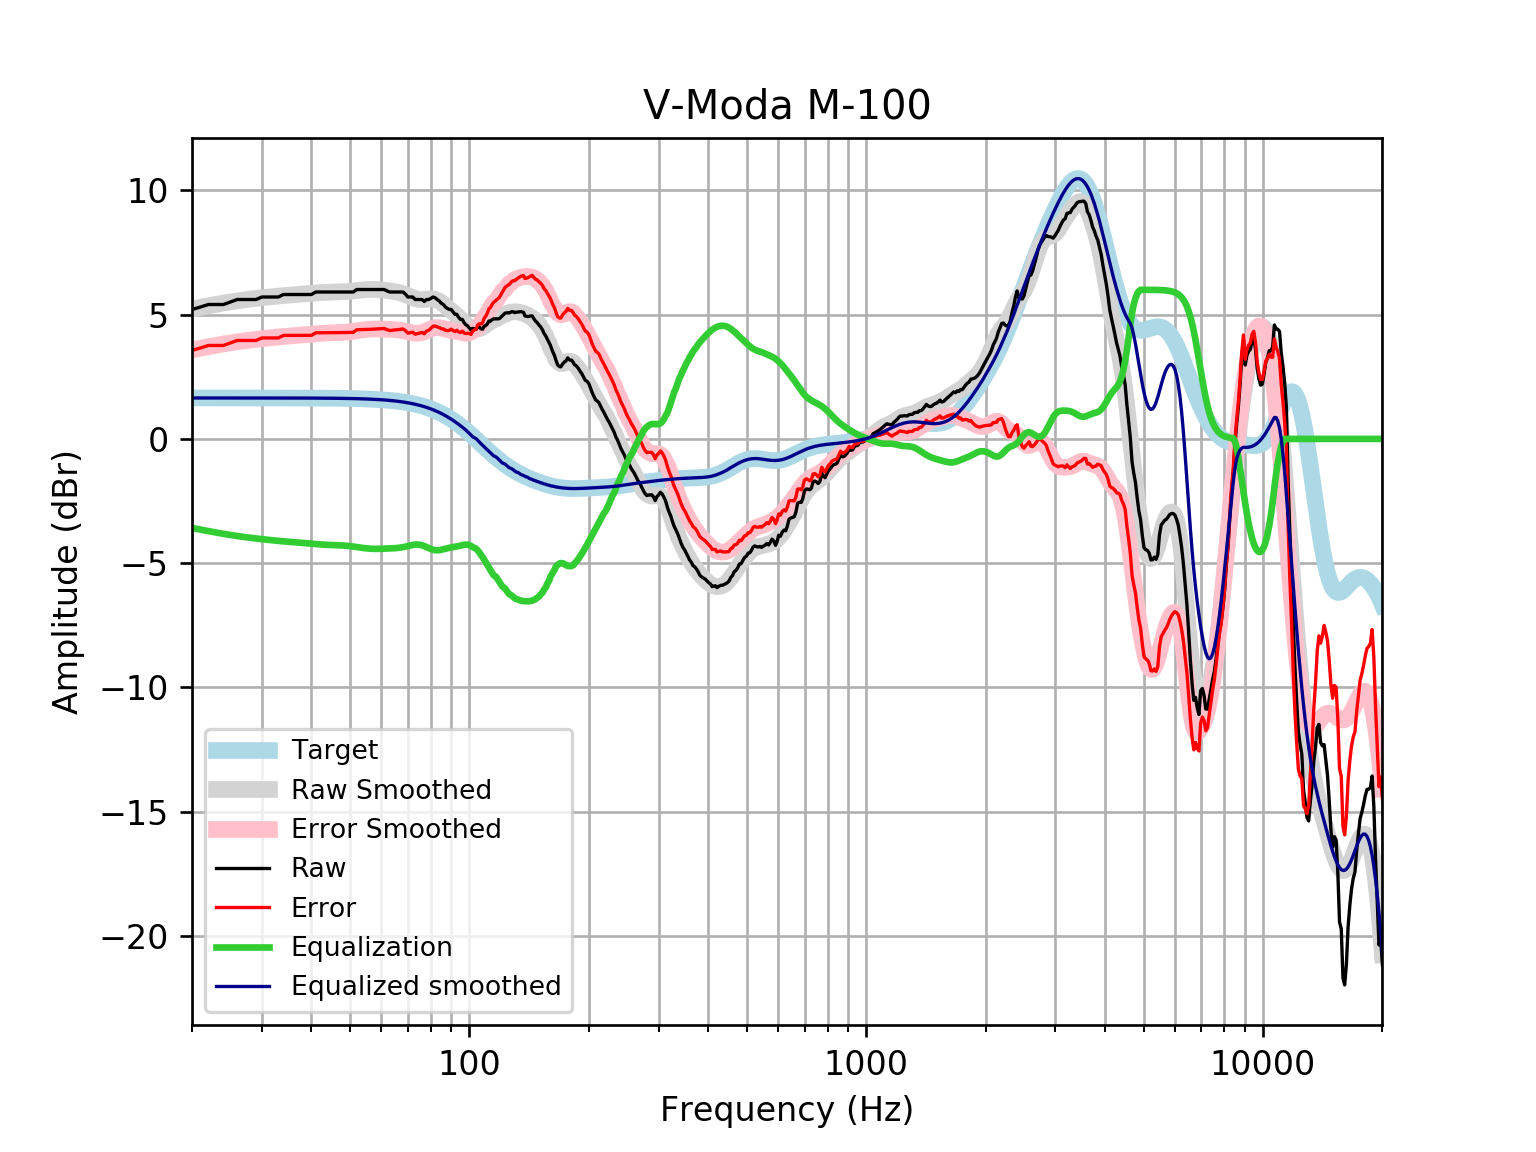 V-Moda M-100
Amplitude (dBr)
10
5
0
−5
−10
−15
−20
Target
Raw Smoothed
Error Smoothed
Raw
Error
Equalization
Equalized smoothed
100
1000
10000
Frequency (Hz)